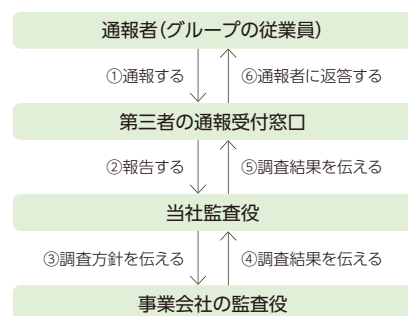 通報者（グループの従業員）
①通報する
⑥通報者に返答する
第三者の通報受付窓口
②報告する
⑤調査結果を伝える
当社監査役
③調査方針を伝える
④調査結果を伝える
事業会社の監査役